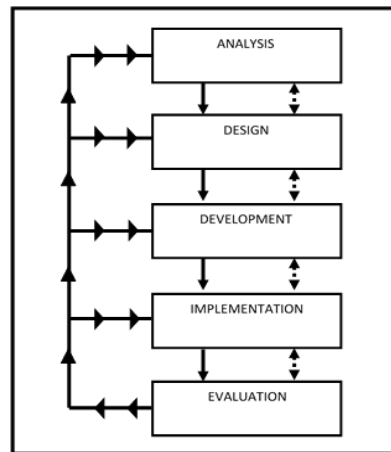 ANALYSIS
DESIGN
DEVELOPMENT
IMPLEMENTATION
EVALUATION